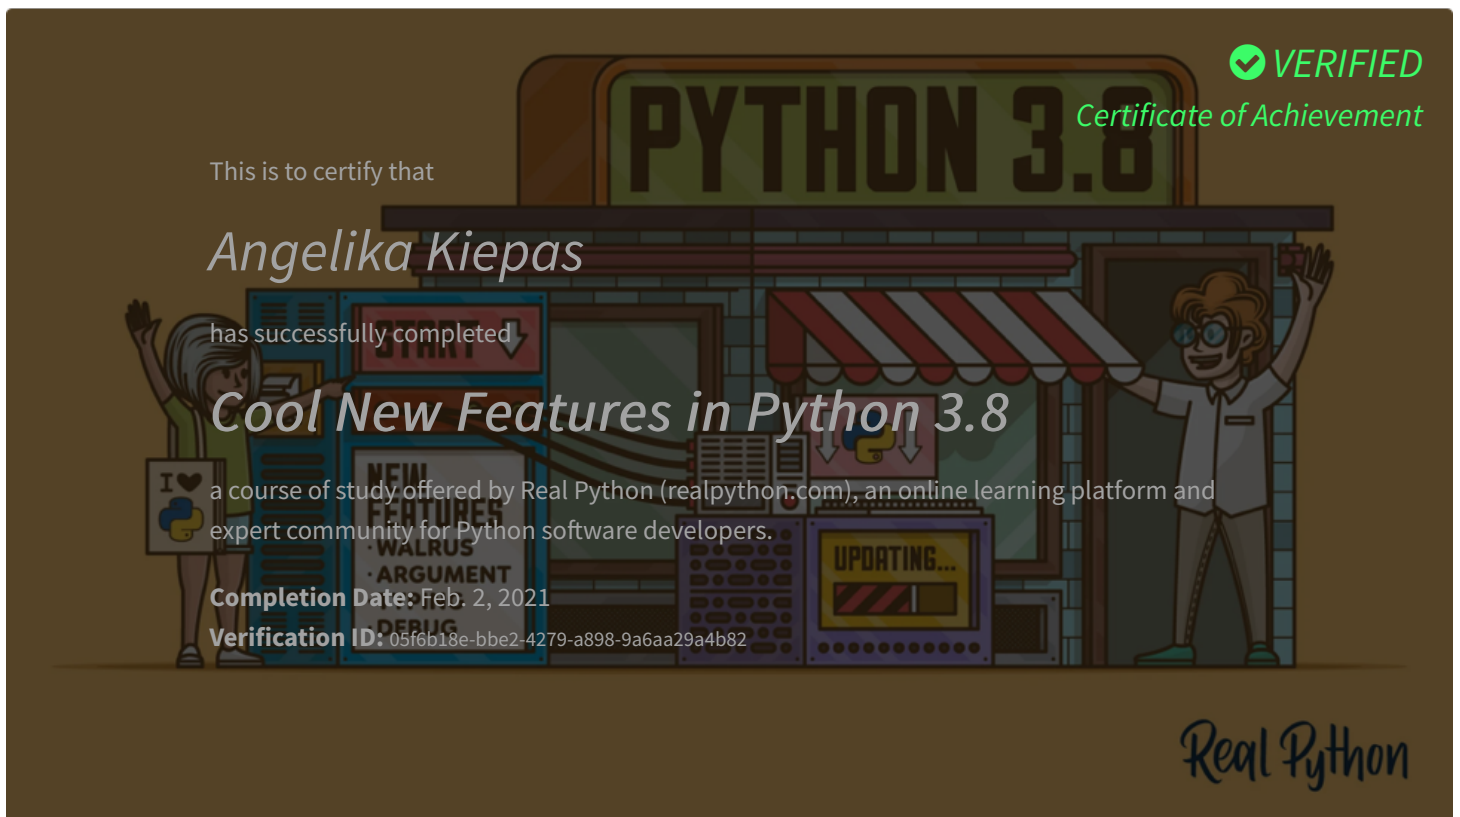 VERIFIED
Certificate of Achievement
PYTHON 3.8
This is to certify that
Angelika Kiepas
has successfully completed
START
Cool New Features in Python 3.8
I
a course of study offered by Real Python (realpython.com), an online learning platform and
expert community for Python software developers.
NEW
FEATURES
· WALRUS
· ARGUMENT
· DEBUG
UPDATING...
Completion Date: Feb. 2, 2021
Verification ID: 05f6b18e-bbe2-4279-a898-9a6aa29a4b82
Real Python